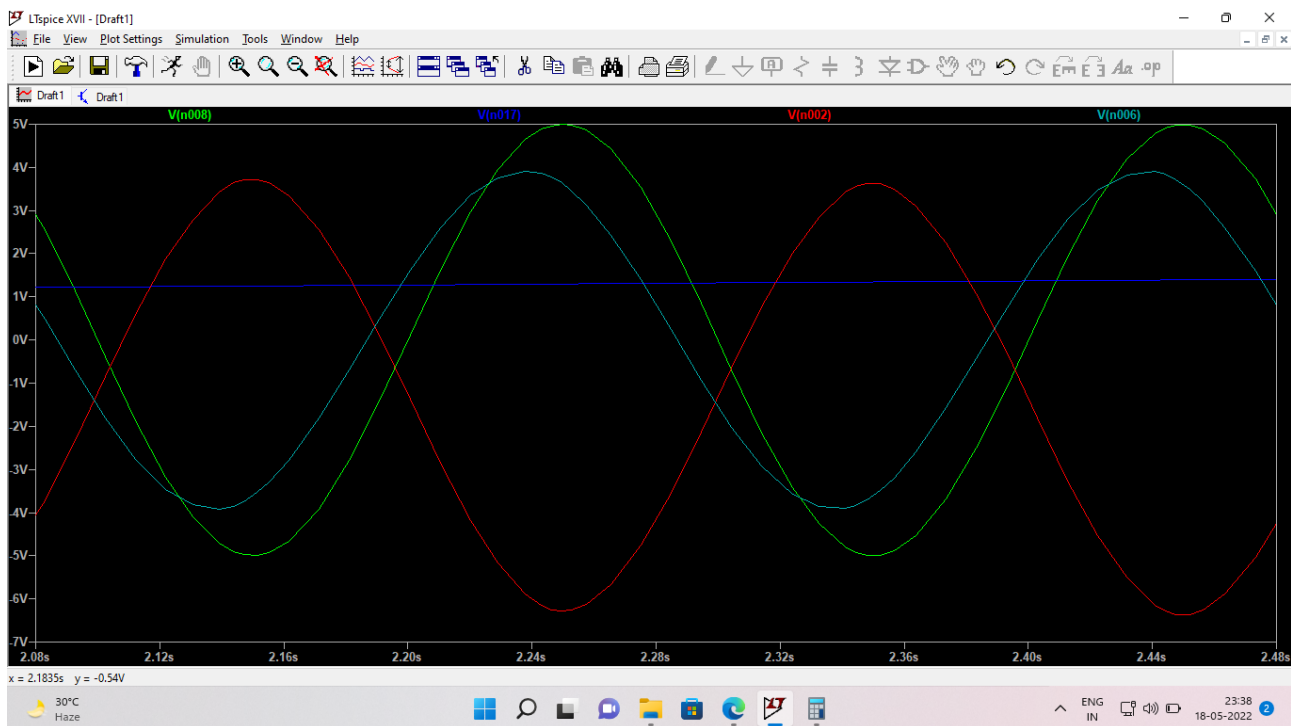 LTspice XVII - [Draft1]
File View Plot Settings Simulation Tools Window Help
Aa .op
Draft1 Draft1
V(n008) V(n017) V(n002) V(n006)
5V
4V
3V
2V
1V
0V
-1V
-2V
-3V
-4V
-5V
-6V
-7V
2.08s 2.12s 2.16s 2.20s 2.24s 2.28s 2.32s 2.36s 2.40s 2.44s 2.48s
x = 2.1835s y = -0.54V
30°C
Haze
ENG
IN
23:38
18-05-2022
2